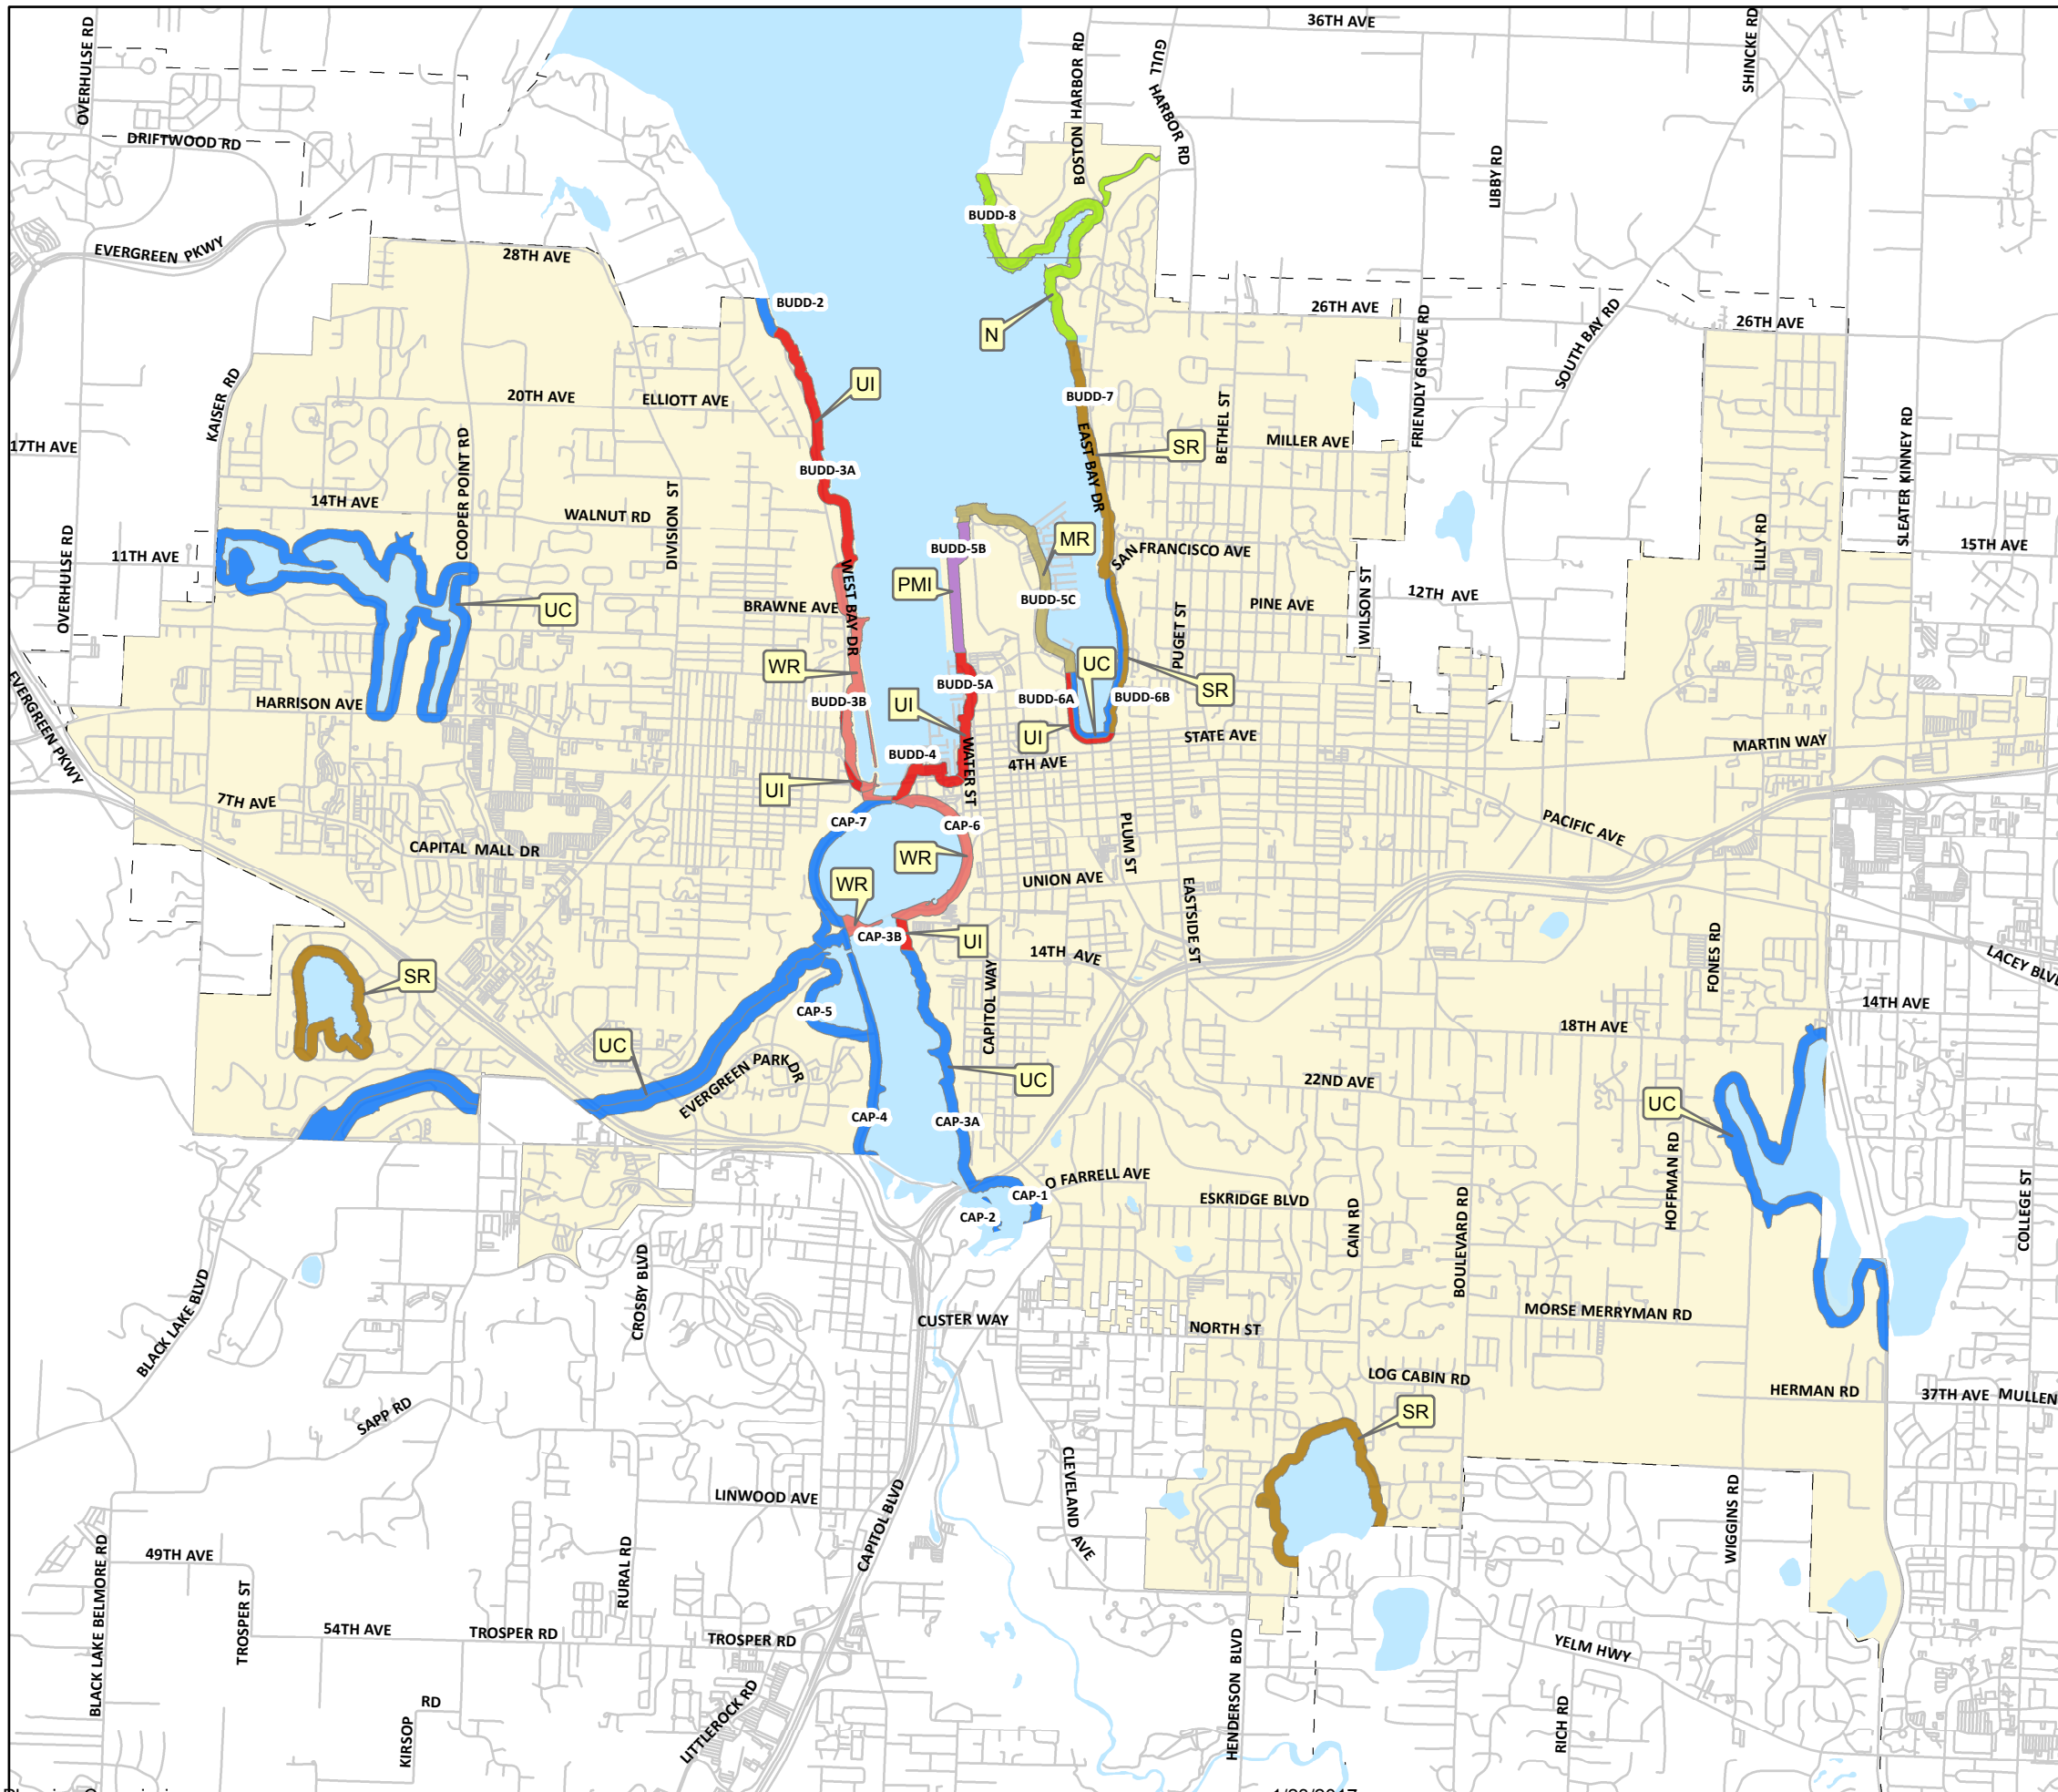 36TH AVE
OVERHULSE RD
BOSTON HARBOR RD
GULL HARBOR RD
SHINCKE RD
DRIFTWOOD RD
LIBBY RD
BUDD-8
EVERGREEN PKWY
28TH AVE
BUDD-2
26TH AVE
26TH AVE
N
SOUTH BAY RD
FRIENDLY GROVE RD
KAISER RD
UI
20TH AVE
ELLIOTT AVE
BUDD-7
EAST BAY DR
SR
BETHEL ST
MILLER AVE
17TH AVE
COOPER POINT RD
BUDD-3A
SLEATER KINNEY RD
14TH AVE
WALNUT RD
DIVISION ST
LILLY RD
OVERHULSE RD
11TH AVE
BUDD-5B
MR
SAN FRANCISCO AVE
15TH AVE
PMI
UC
WEST BAY DR
BRAWNE AVE
BUDD-5C
PINE AVE
WILSON ST
12TH AVE
PUGET ST
WR
UC
BUDD-5A
BUDD-6A
BUDD-6B
SR
EVERGREEN PKWY
HARRISON AVE
BUDD-3B
UI
UI
STATE AVE
MARTIN WAY
BUDD-4
WATER ST
4TH AVE
UI
7TH AVE
CAP-7
CAP-6
PLUM ST
PACIFIC AVE
CAPITAL MALL DR
WR
WR
UNION AVE
EASTSIDE ST
CAP-3B
UI
14TH AVE
FONES RD
LACEY BLV
SR
CAPITOL WAY
14TH AVE
CAP-5
18TH AVE
UC
EVERGREEN PARK DR
UC
22ND AVE
UC
CAP-4
CAP-3A
HOFFMAN RD
O FARRELL AVE
CAP-1
CAP-2
ESKRIDGE BLVD
CAIN RD
BOULEVARD RD
COLLEGE ST
BLACK LAKE BLVD
CROSBY BLVD
CUSTER WAY
NORTH ST
MORSE MERRYMAN RD
LOG CABIN RD
HERMAN RD
37TH AVE
MULLEN
SAPP RD
SR
CLEVELAND AVE
LINWOOD AVE
CAPITOL BLVD
WIGGINS RD
BLACK LAKE BELMORE RD
49TH AVE
TROSPER ST
RURAL RD
54TH AVE
TROSPER RD
TROSPER RD
HENDERSON BLVD
YELM HWY
LITTLEROCK RD
KIRSOP RD
RICH RD